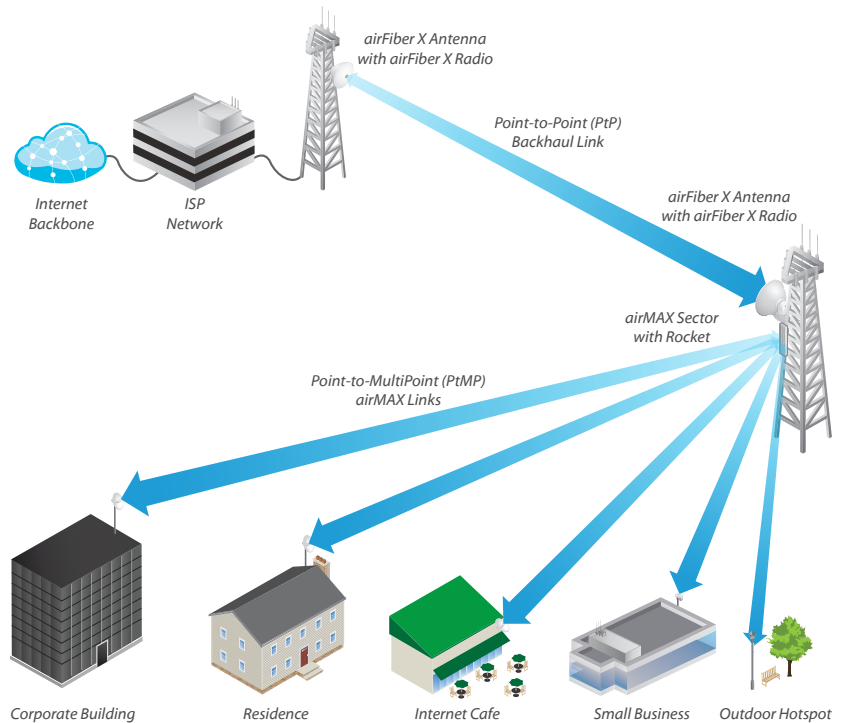 airFiber X Antenna
with airFiber X Radio
Point-to-Point (PtP)
Backhaul Link
Internet
Backbone
ISP
Network
airFiber X Antenna
with airFiber X Radio
airMAX Sector
with Rocket
Point-to-MultiPoint (PtMP)
airMAX Links
Corporate Building
Residence
Internet Cafe
Small Business
Outdoor Hotspot